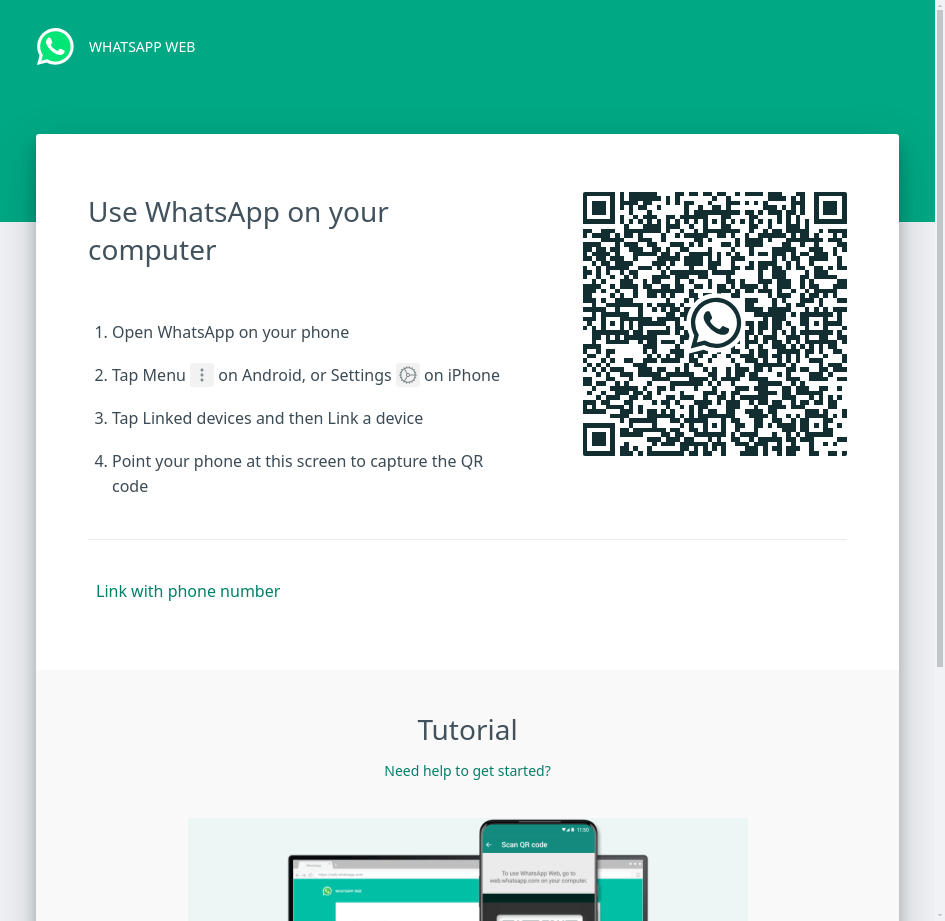 WHATSAPP WEB
Use WhatsApp on your
computer
1. Open WhatsApp on your phone
2. Tap Menu on Android, or Settings on iPhone
3. Tap Linked devices and then Link a device
4. Point your phone at this screen to capture the QR
code
Link with phone number
Tutorial
Need help to get started?
11:50
Scan QR code
To use WhatsApp Web, go to
web.whatsapp.com on your computer.
WHATSAPP WEB